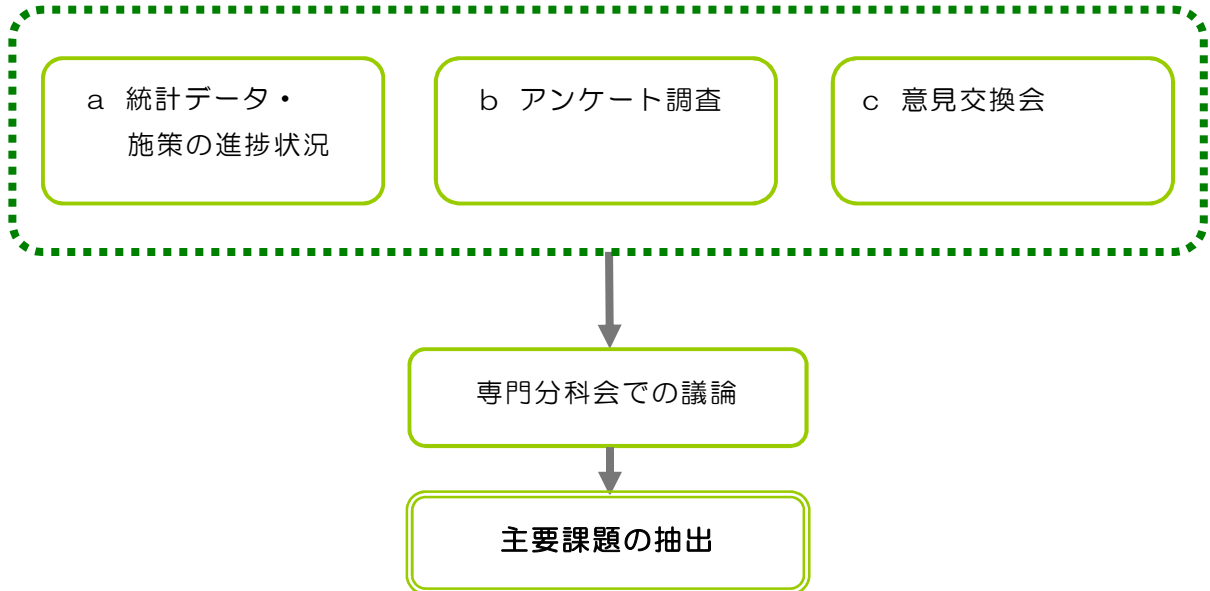 a 統計データ・
施策の進捗状況
b アンケート調査
c 意見交換会
専門分科会での議論
主要課題の抽出